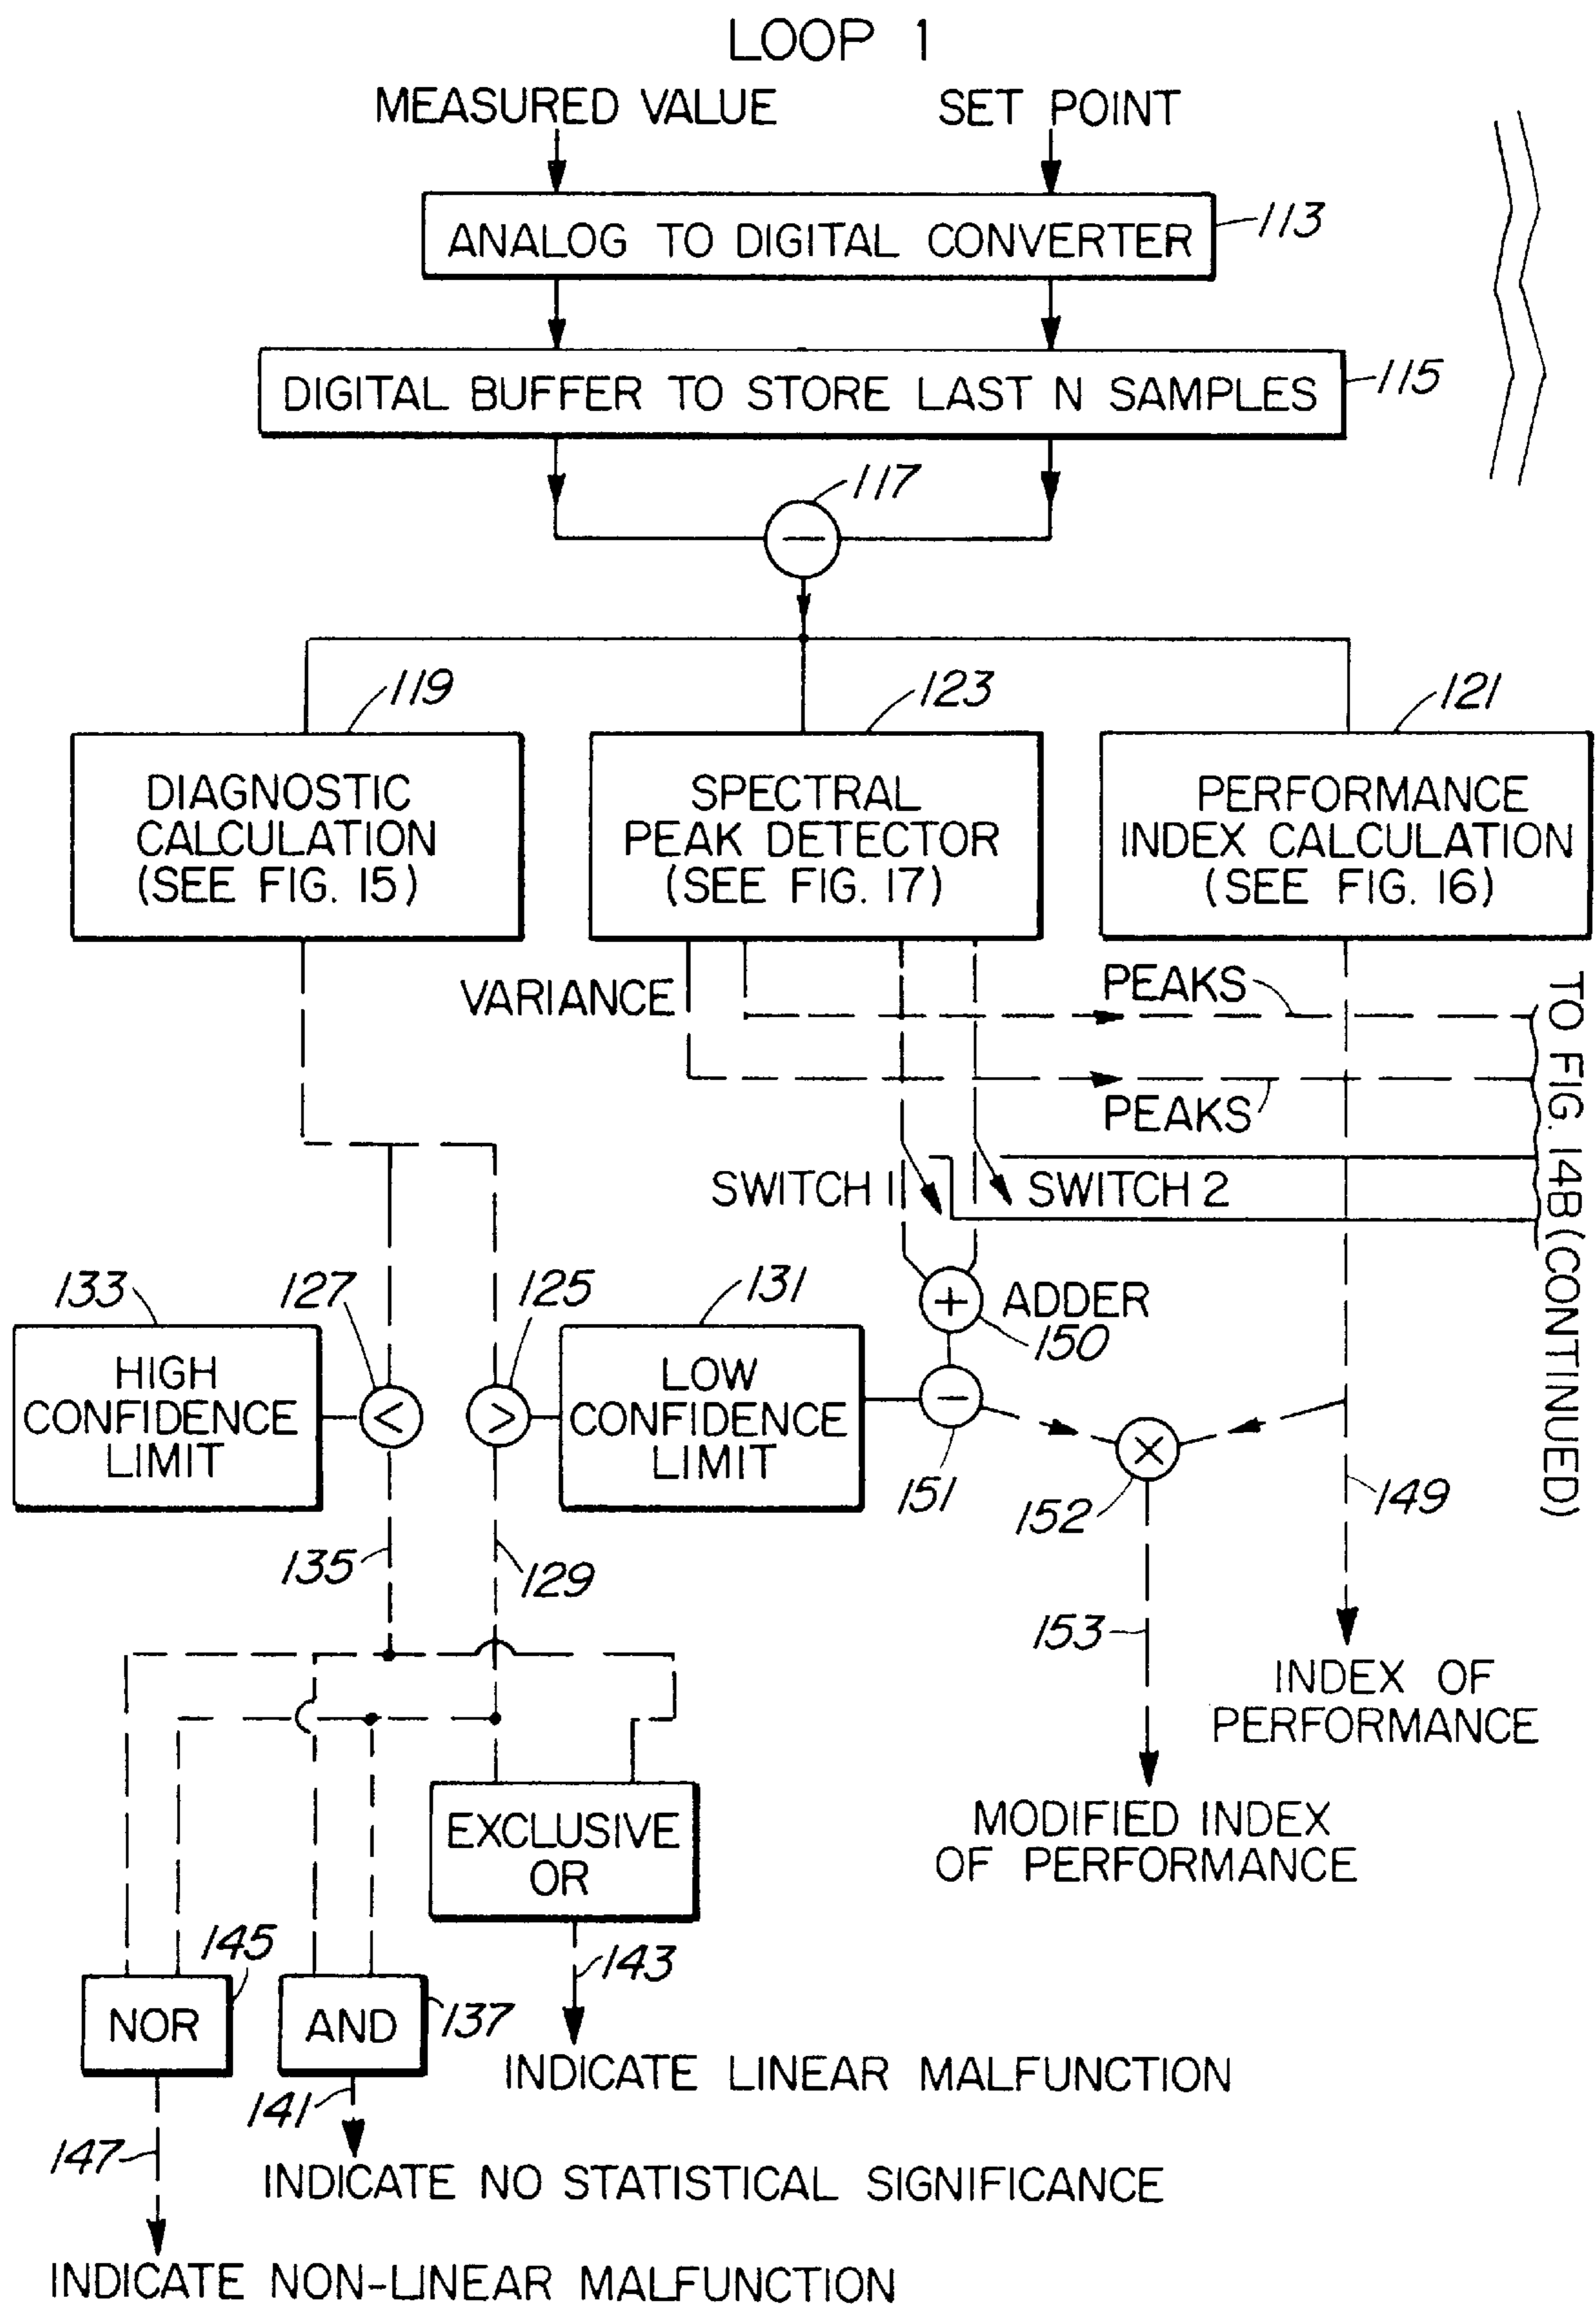 LOOP 1
MEASURED VALUE
SET POINT
ANALOG TO DIGITAL CONVERTER
113
DIGITAL BUFFER TO STORE LAST N SAMPLES
115
117
−
119
123
121
DIAGNOSTIC
CALCULATION
(SEE FIG. 15)
SPECTRAL
PEAK DETECTOR
(SEE FIG. 17)
PERFORMANCE
INDEX CALCULATION
(SEE FIG. 16)
VARIANCE
PEAKS
PEAKS
TO FIG. 14B (CONTINUED)
SWITCH 1
SWITCH 2
133
127
125
131
+
ADDER
150
HIGH
CONFIDENCE
LIMIT
<
>
LOW
CONFIDENCE
LIMIT
−
151
×
152
149
135
129
153
INDEX OF
PERFORMANCE
EXCLUSIVE
OR
MODIFIED INDEX
OF PERFORMANCE
145
143
NOR
AND
137
INDICATE LINEAR MALFUNCTION
141
147
INDICATE NO STATISTICAL SIGNIFICANCE
INDICATE NON-LINEAR MALFUNCTION